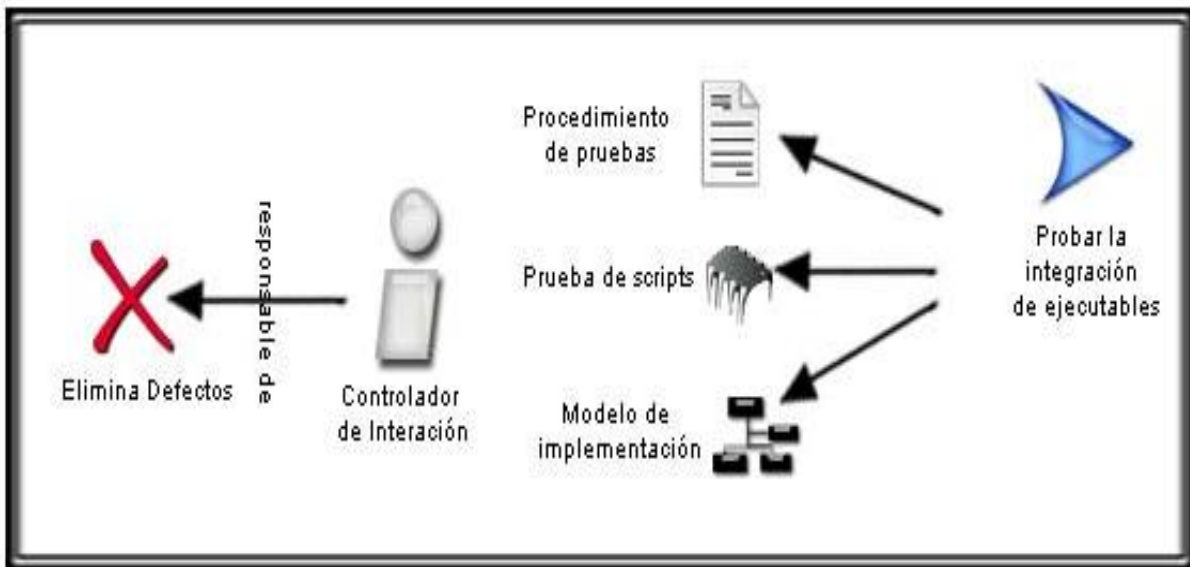 Procedimiento
de pruebas
Prueba de scripts
Modelo de
implementación
Probar la
integración
de ejecutables
responsable de
Elimina Defectos
Controlador
de Interación